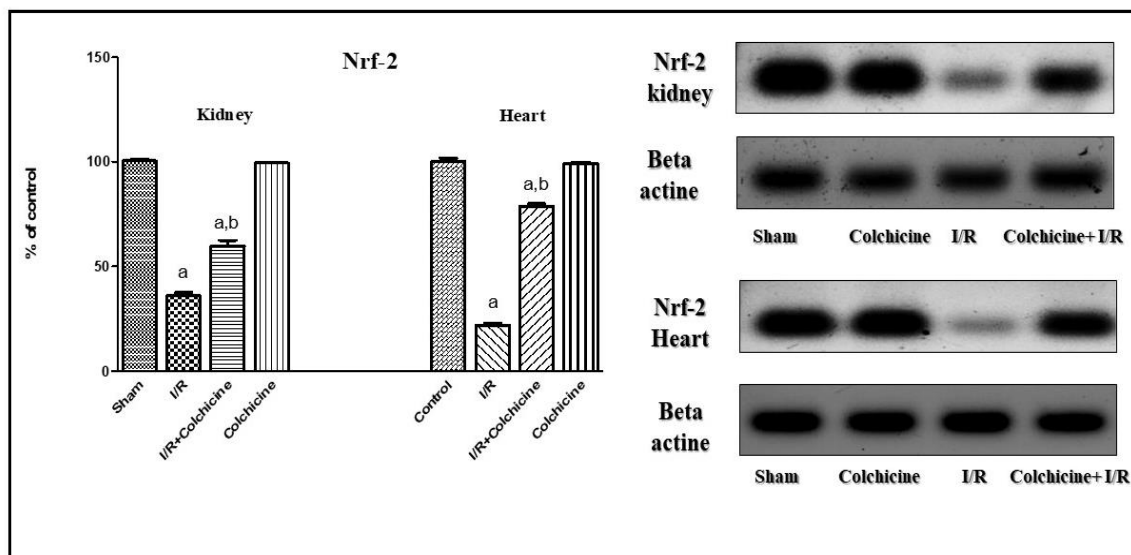 Nrf-2
Kidney
Heart
% of control
150
100
50
0
a
a,b
a
a,b
Sham
I/R
I/R+Colchicine
Colchicine
Control
I/R
I/R+Colchicine
Colchicine
Nrf-2
kidney
Beta
actine
Sham Colchicine I/R Colchicine+ I/R
Nrf-2
Heart
Beta
actine
Sham Colchicine I/R Colchicine+ I/R